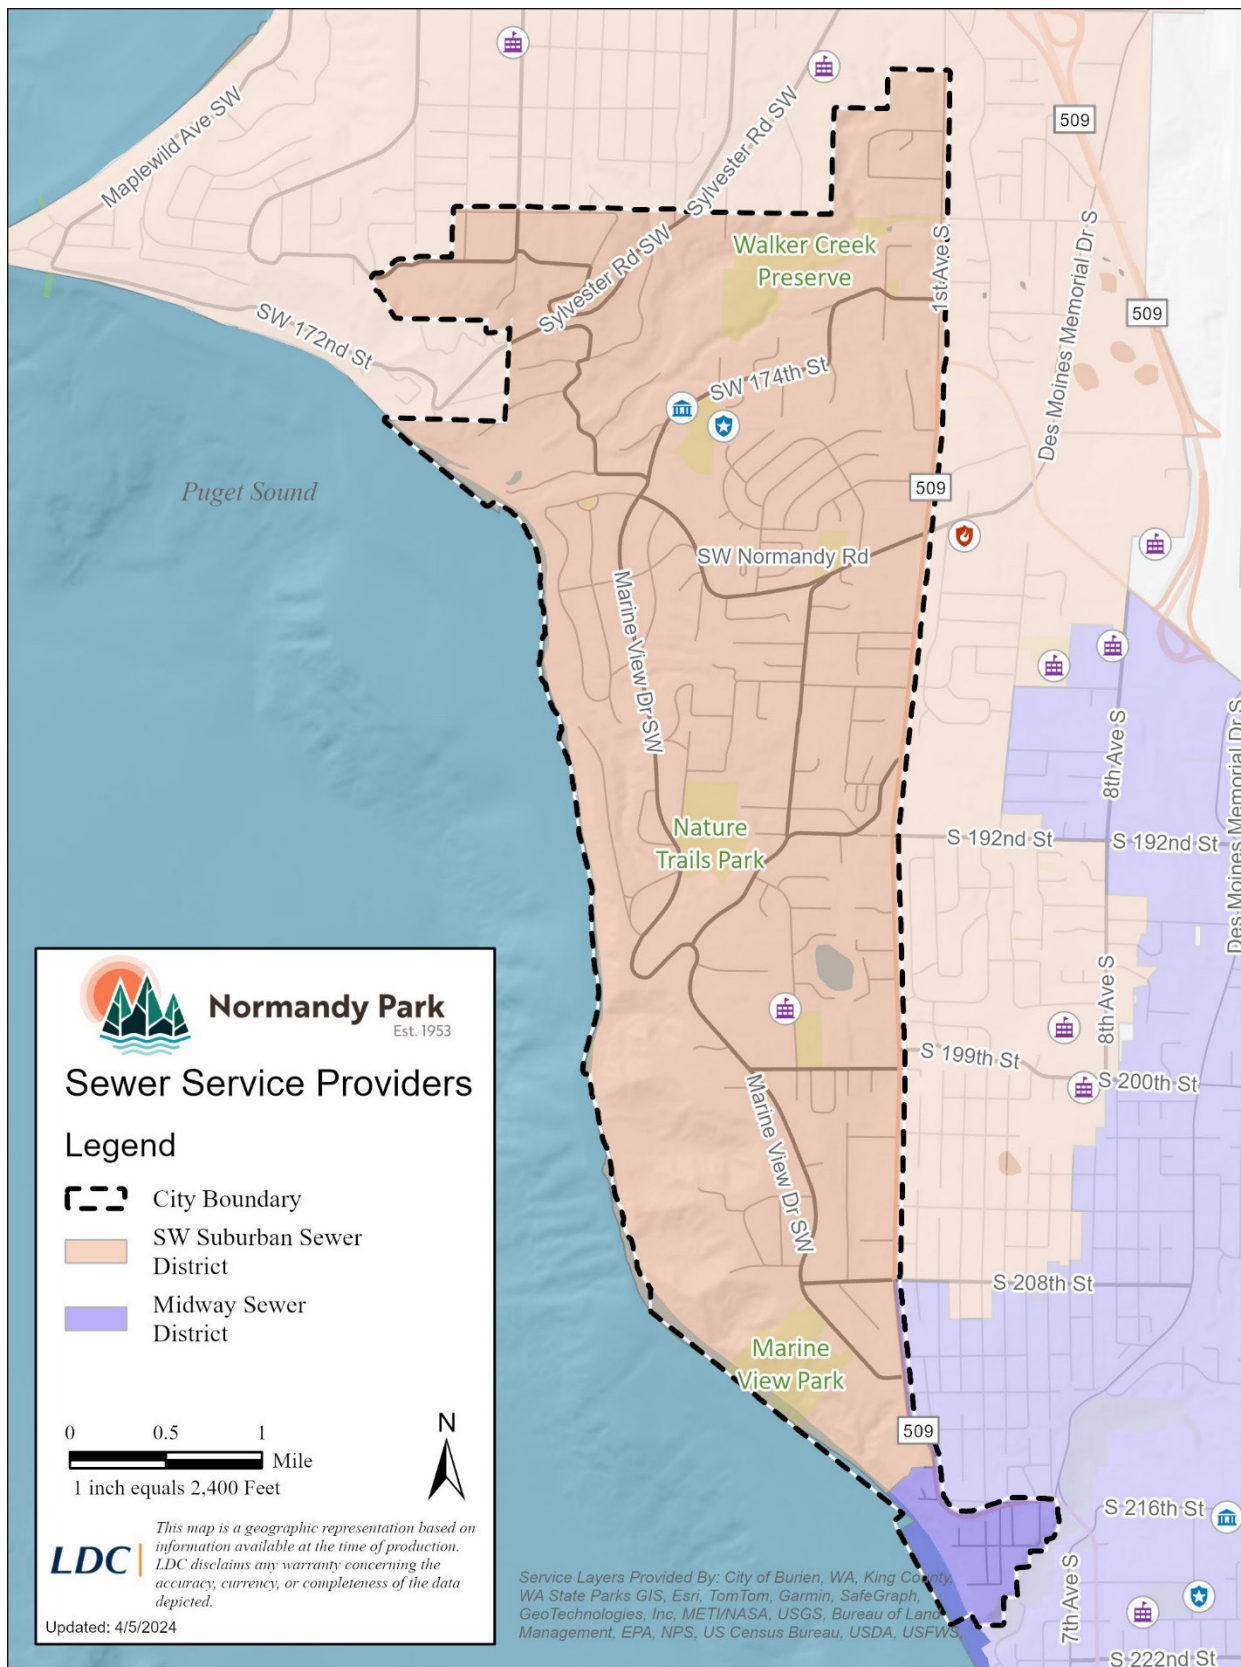 509
Maplewild Ave SW
Sylvester Rd SW
Walker Creek
Preserve
Des Moines Memorial Dr S
1st Ave S
Sylvester Rd SW
509
SW 172nd St
SW 174th St
Puget Sound
509
SW Normandy Rd
Marine View Dr SW
8th Ave S
Des Moines Memorial Dr S
Nature
Trails Park
S 192nd St
S 192nd St
8th Ave S
S 199th St
S 200th St
Marine View Dr SW
S 208th St
Marine
View Park
509
S 216th St
7th Ave S
S 222nd St
Normandy Park
Est. 1953
Sewer Service Providers
Legend
City Boundary
SW Suburban Sewer
District
Midway Sewer
District
0 0.5 1
Mile
N
1 inch equals 2,400 Feet
LDC
This map is a geographic representation based on
information available at the time of production.
LDC disclaims any warranty concerning the
accuracy, currency, or completeness of the data
depicted.
Updated: 4/5/2024
Service Layers Provided By: City of Burien, WA, King County,
WA State Parks GIS, Esri, TomTom, Garmin, SafeGraph,
GeoTechnologies, Inc, METI/NASA, USGS, Bureau of Land
Management, EPA, NPS, US Census Bureau, USDA, USFWS